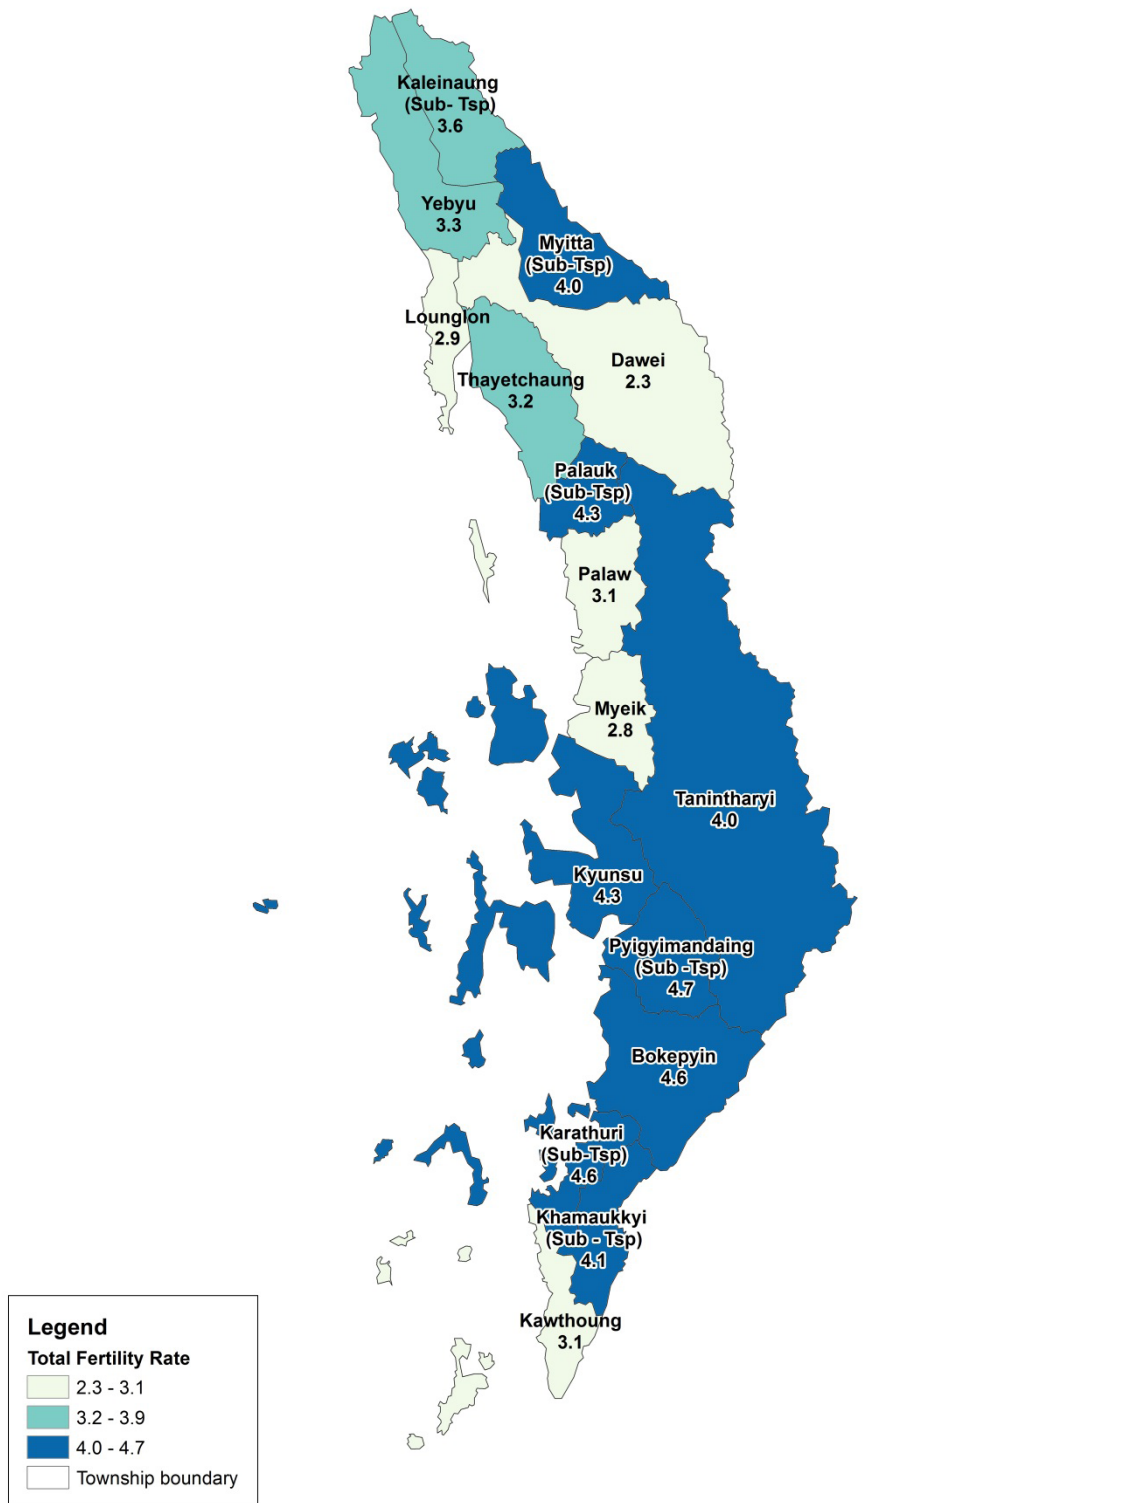 Kaleinaung
(Sub- Tsp)
3.6
Yebyu
3.3
Myitta
(Sub-Tsp)
4.0
Lounglon
2.9
Dawei
2.3
Thayetchaung
3.2
Palauk
(Sub-Tsp)
4.3
Palaw
3.1
Myeik
2.8
Tanintharyi
4.0
Kyunsu
4.3
Pyigyimandaing
(Sub -Tsp)
4.7
Bokepyin
4.6
Karathuri
(Sub-Tsp)
4.6
Khamaukkyi
(Sub - Tsp)
4.1
Kawthoung
3.1
Legend
Total Fertility Rate
2.3 - 3.1
3.2 - 3.9
4.0 - 4.7
Township boundary